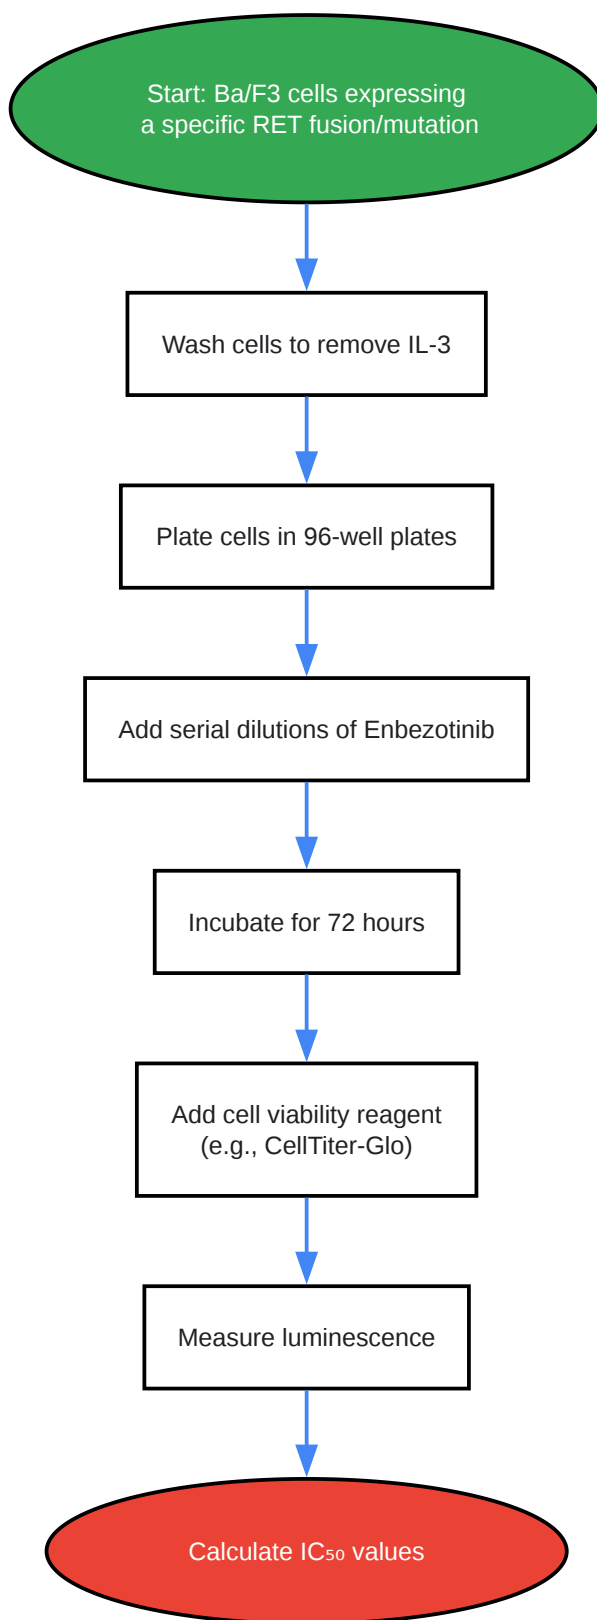 Start: Ba/F3 cells expressing
a specific RET fusion/mutation
Wash cells to remove IL-3
Plate cells in 96-well plates
Add serial dilutions of Enbezotinib
Incubate for 72 hours
Add cell viability reagent
(e.g., CellTiter-Glo)
Measure luminescence
Calculate IC₅₀ values